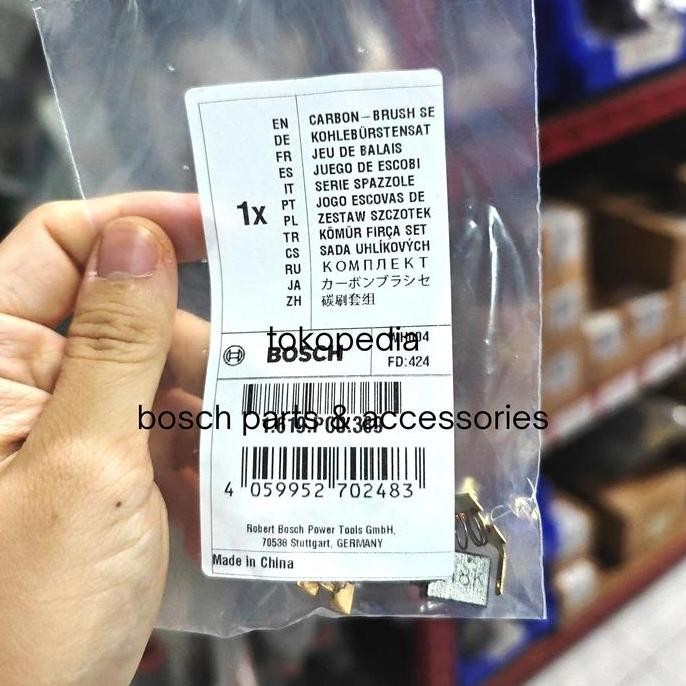 EN CARBON-BRUSH SE
DE KOHLEBÜRSTENSAT
FR JEU DE BALAIS
ES JUEGO DE ESCOBI
IT SERIE SPAZZOLE
1x
PT JOGO ESCOVAS DE
PL ZESTAW SZCZOTEK
TR KÖMÜR FIRÇA SET
CS SADA UHLÍKOVÝCH
RU КОМПЛЕКТ
JA カーボンブラシセ
ZH 碳刷套组
tokopedia
BOSCH
FD:424
bosch parts & accessories
4 059952 702483
Robert Bosch Power Tools GmbH,
70538 Stuttgart, GERMANY
Made in China